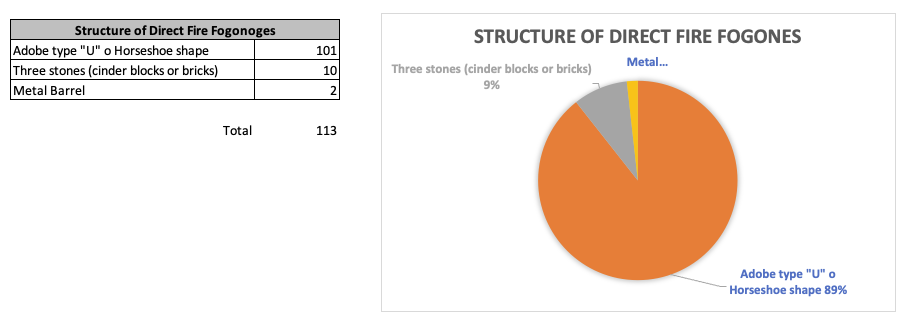 Structure of Direct Fire Fogonoges
Adobe type "U" o Horseshoe shape 101
Three stones (cinder blocks or bricks) 10
Metal Barrel 2
Total 113
STRUCTURE OF DIRECT FIRE FOGONES
Metal...
Three stones (cinder blocks or bricks)
9%
Adobe type "U" o
Horseshoe shape 89%